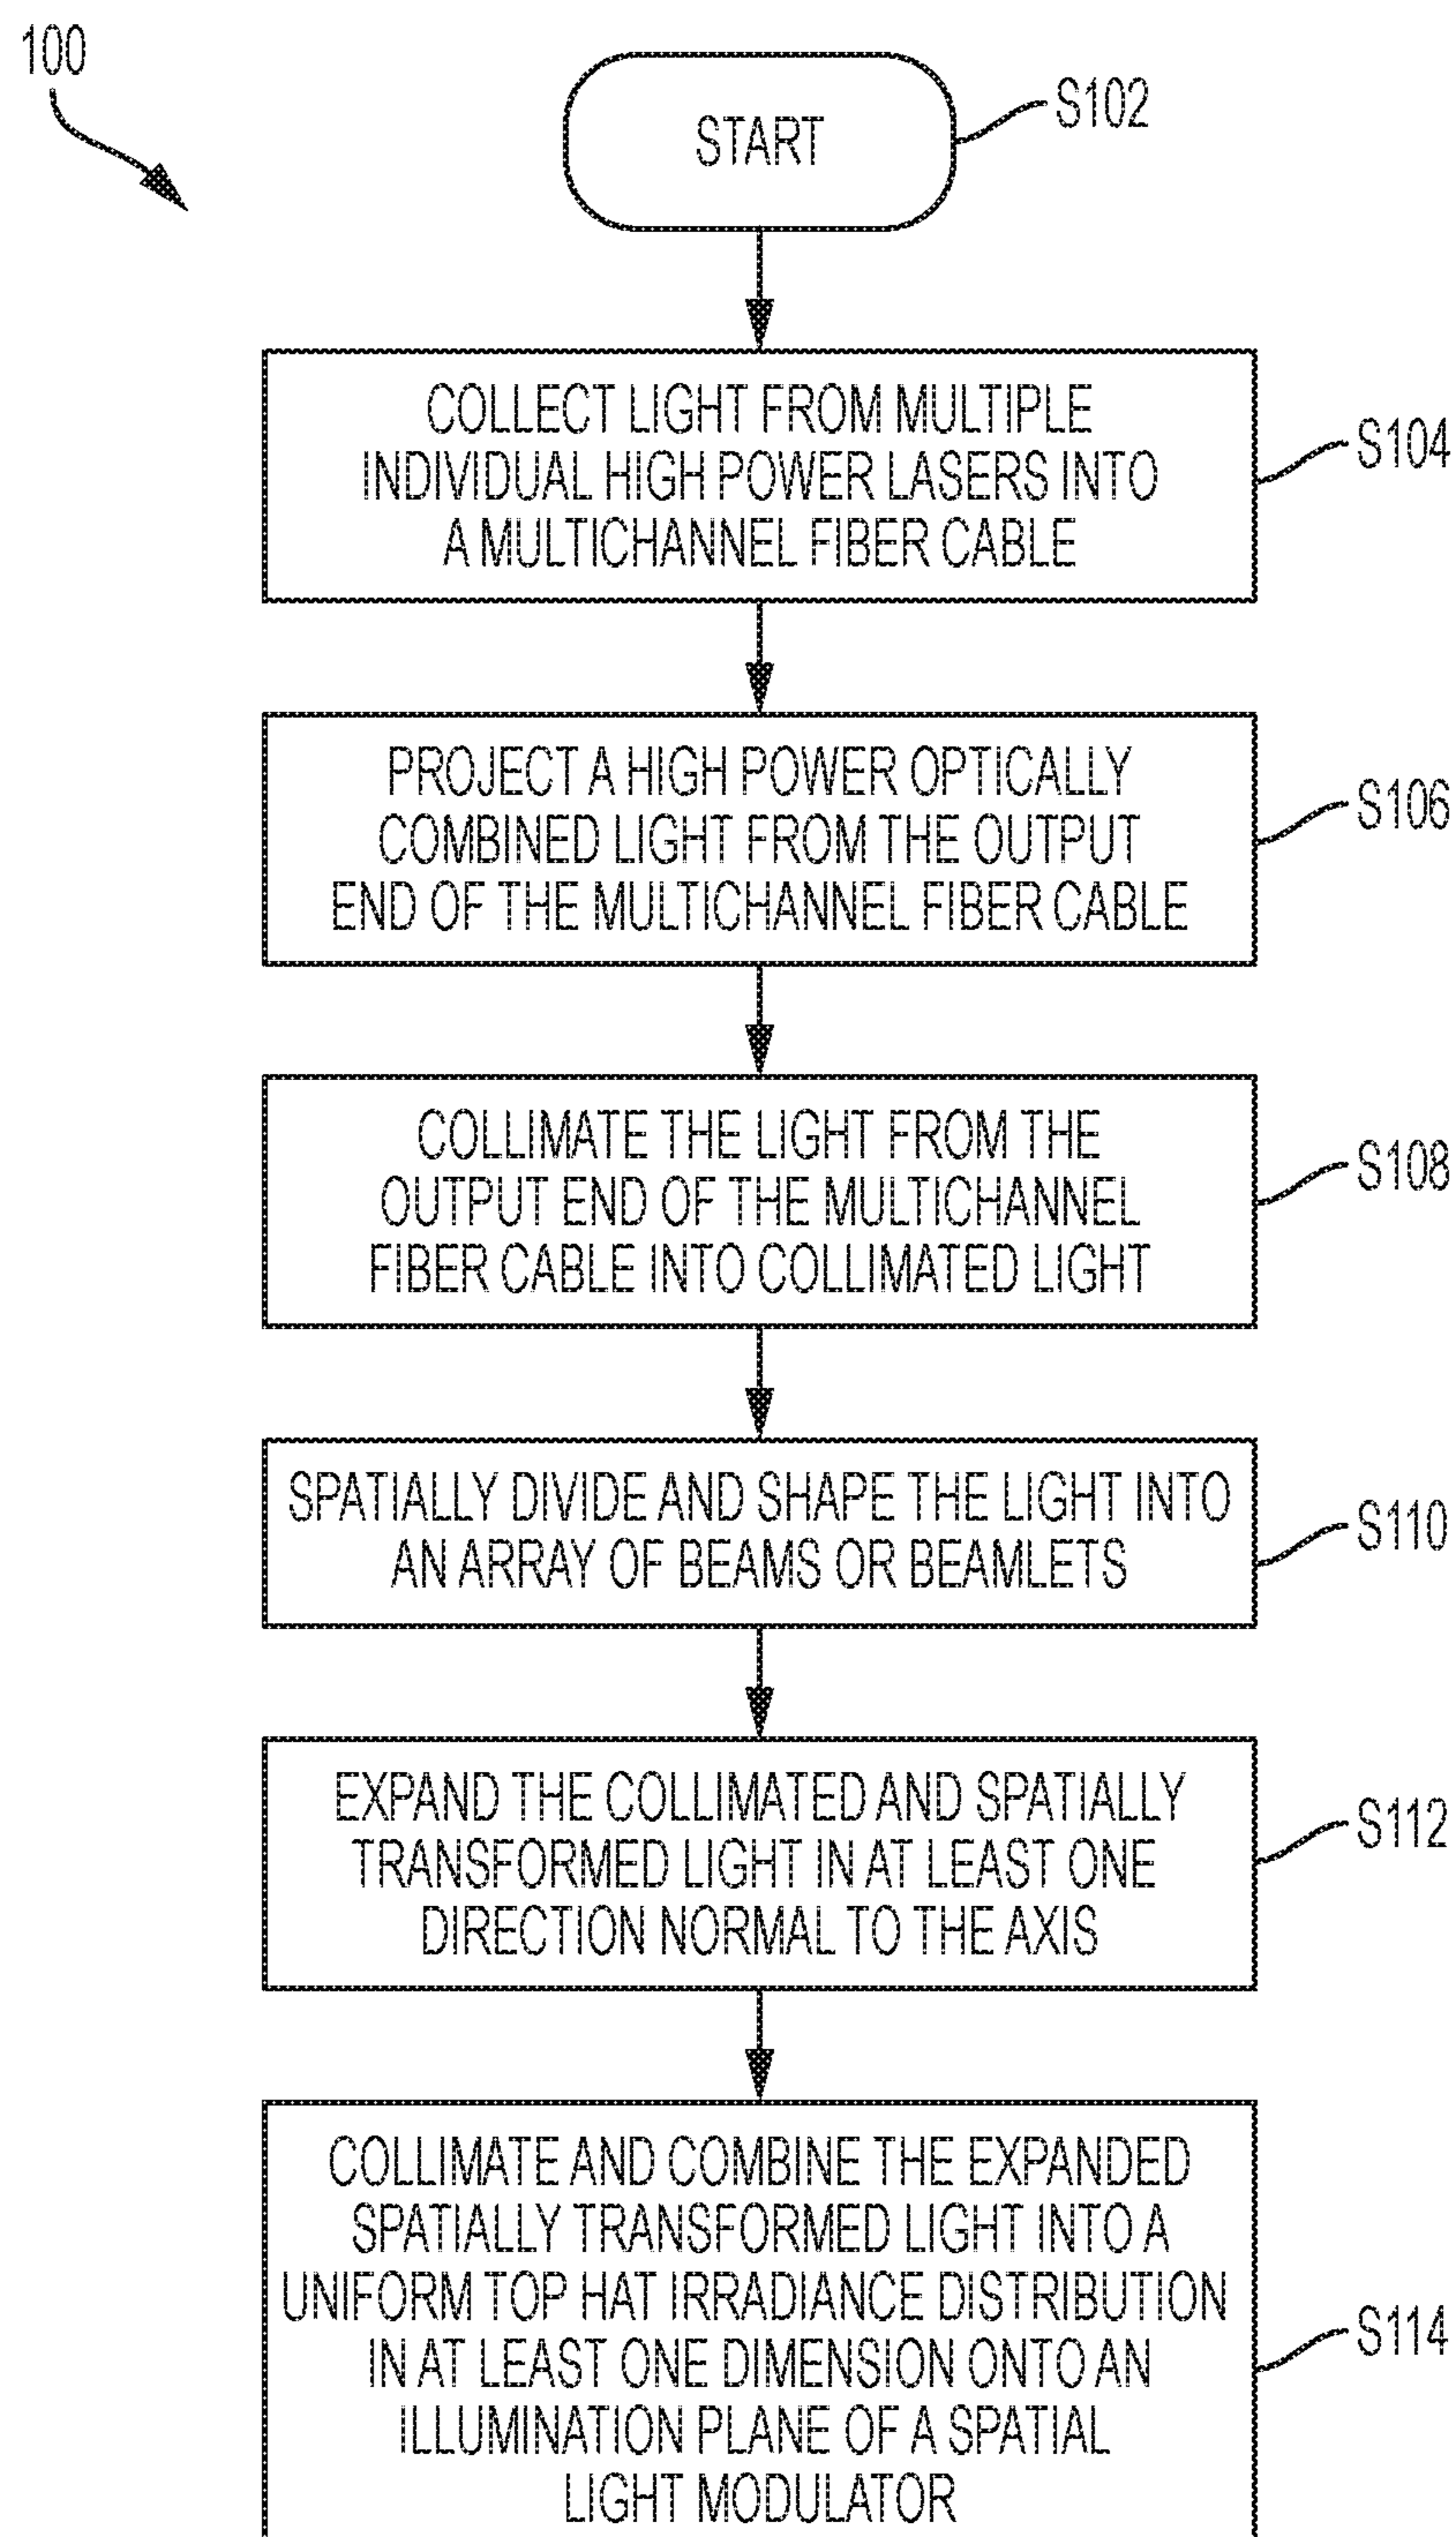 100
START
S102
COLLECT LIGHT FROM MULTIPLE
INDIVIDUAL HIGH POWER LASERS INTO
A MULTICHANNEL FIBER CABLE
S104
PROJECT A HIGH POWER OPTICALLY
COMBINED LIGHT FROM THE OUTPUT
END OF THE MULTICHANNEL FIBER CABLE
S106
COLLIMATE THE LIGHT FROM THE
OUTPUT END OF THE MULTICHANNEL
FIBER CABLE INTO COLLIMATED LIGHT
S108
SPATIALLY DIVIDE AND SHAPE THE LIGHT INTO
AN ARRAY OF BEAMS OR BEAMLETS
S110
EXPAND THE COLLIMATED AND SPATIALLY
TRANSFORMED LIGHT IN AT LEAST ONE
DIRECTION NORMAL TO THE AXIS
S112
COLLIMATE AND COMBINE THE EXPANDED
SPATIALLY TRANSFORMED LIGHT INTO A
UNIFORM TOP HAT IRRADIANCE DISTRIBUTION
IN AT LEAST ONE DIMENSION ONTO AN
ILLUMINATION PLANE OF A SPATIAL
LIGHT MODULATOR
S114